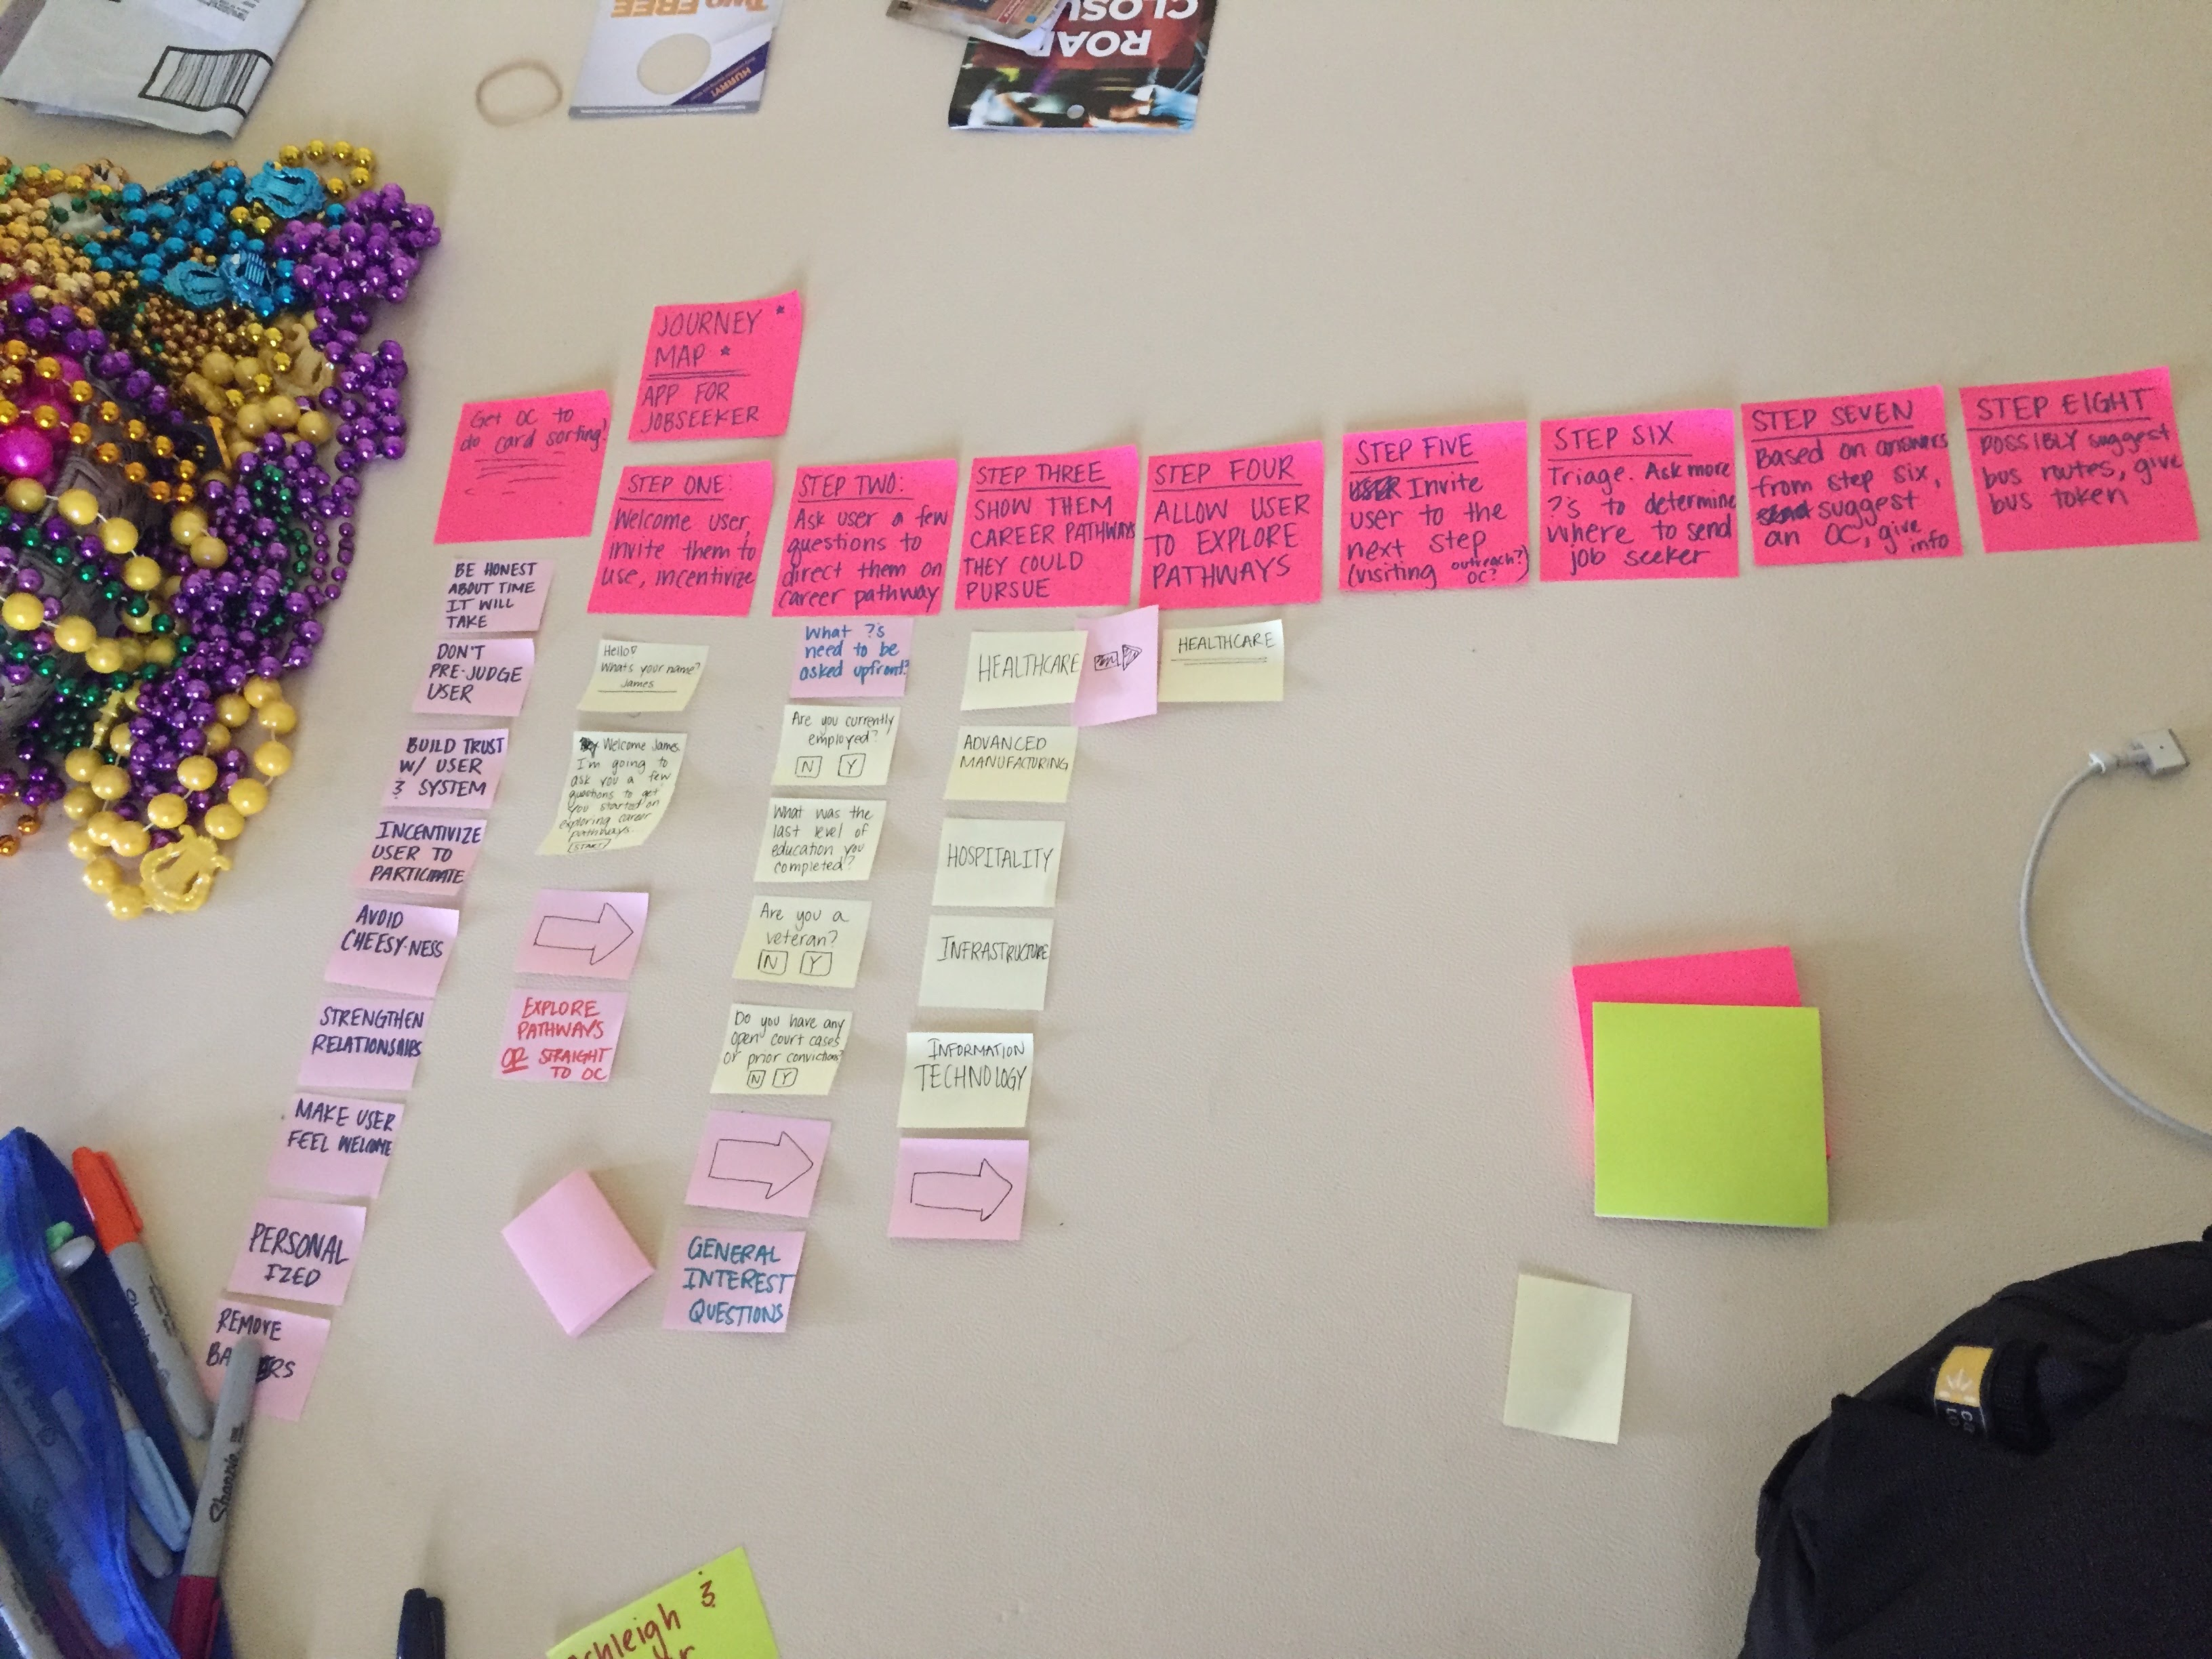 TWO FREE
HURRY!
ROAD
CLOSU
JOURNEY *
MAP *
APP FOR
JOBSEEKER
Get OC to
do card sorting!
STEP ONE:
Welcome user,
invite them to
use, incentivize
STEP TWO:
Ask user a few
questions to
direct them on
career pathway
STEP THREE
SHOW THEM
CAREER PATHWAYS
THEY COULD
PURSUE
STEP FOUR
ALLOW USER
TO EXPLORE
PATHWAYS
STEP FIVE
Invite
user to the
next step
(visiting outreach?)
OC?
STEP SIX
Triage. Ask more
?'s to determine
where to send
job seeker
STEP SEVEN
Based on answers
from step six,
suggest
an OC, give
info
STEP EIGHT
POSSIBLY suggest
bus routes, give
bus token
BE HONEST
ABOUT TIME
IT WILL
TAKE
DON'T
PRE-JUDGE
USER
BUILD TRUST
W/ USER
& SYSTEM
INCENTIVIZE
USER TO
PARTICIPATE
AVOID
CHEESY-NESS
STRENGTHEN
RELATIONSHIPS
MAKE USER
FEEL WELCOME
PERSONAL
IZED
REMOVE
BA ERS
Hello
Whats your name?
James
Welcome James
I'm going to
ask you a few
questions to get
you started on
exploring career
pathways.
START
EXPLORE
PATHWAYS
OR STRAIGHT
TO OC
What ?'s
need to be
asked upfront?
Are you currently
employed?
N Y
What was the
last level of
education you
completed?
Are you a
veteran?
N Y
Do you have any
open court cases
or prior convictions?
N Y
GENERAL
INTEREST
QUESTIONS
HEALTHCARE
ADVANCED
MANUFACTURING
HOSPITALITY
INFRASTRUCTURE
INFORMATION
TECHNOLOGY
HEALTHCARE
Sharpie
Sharpie
shleigh &